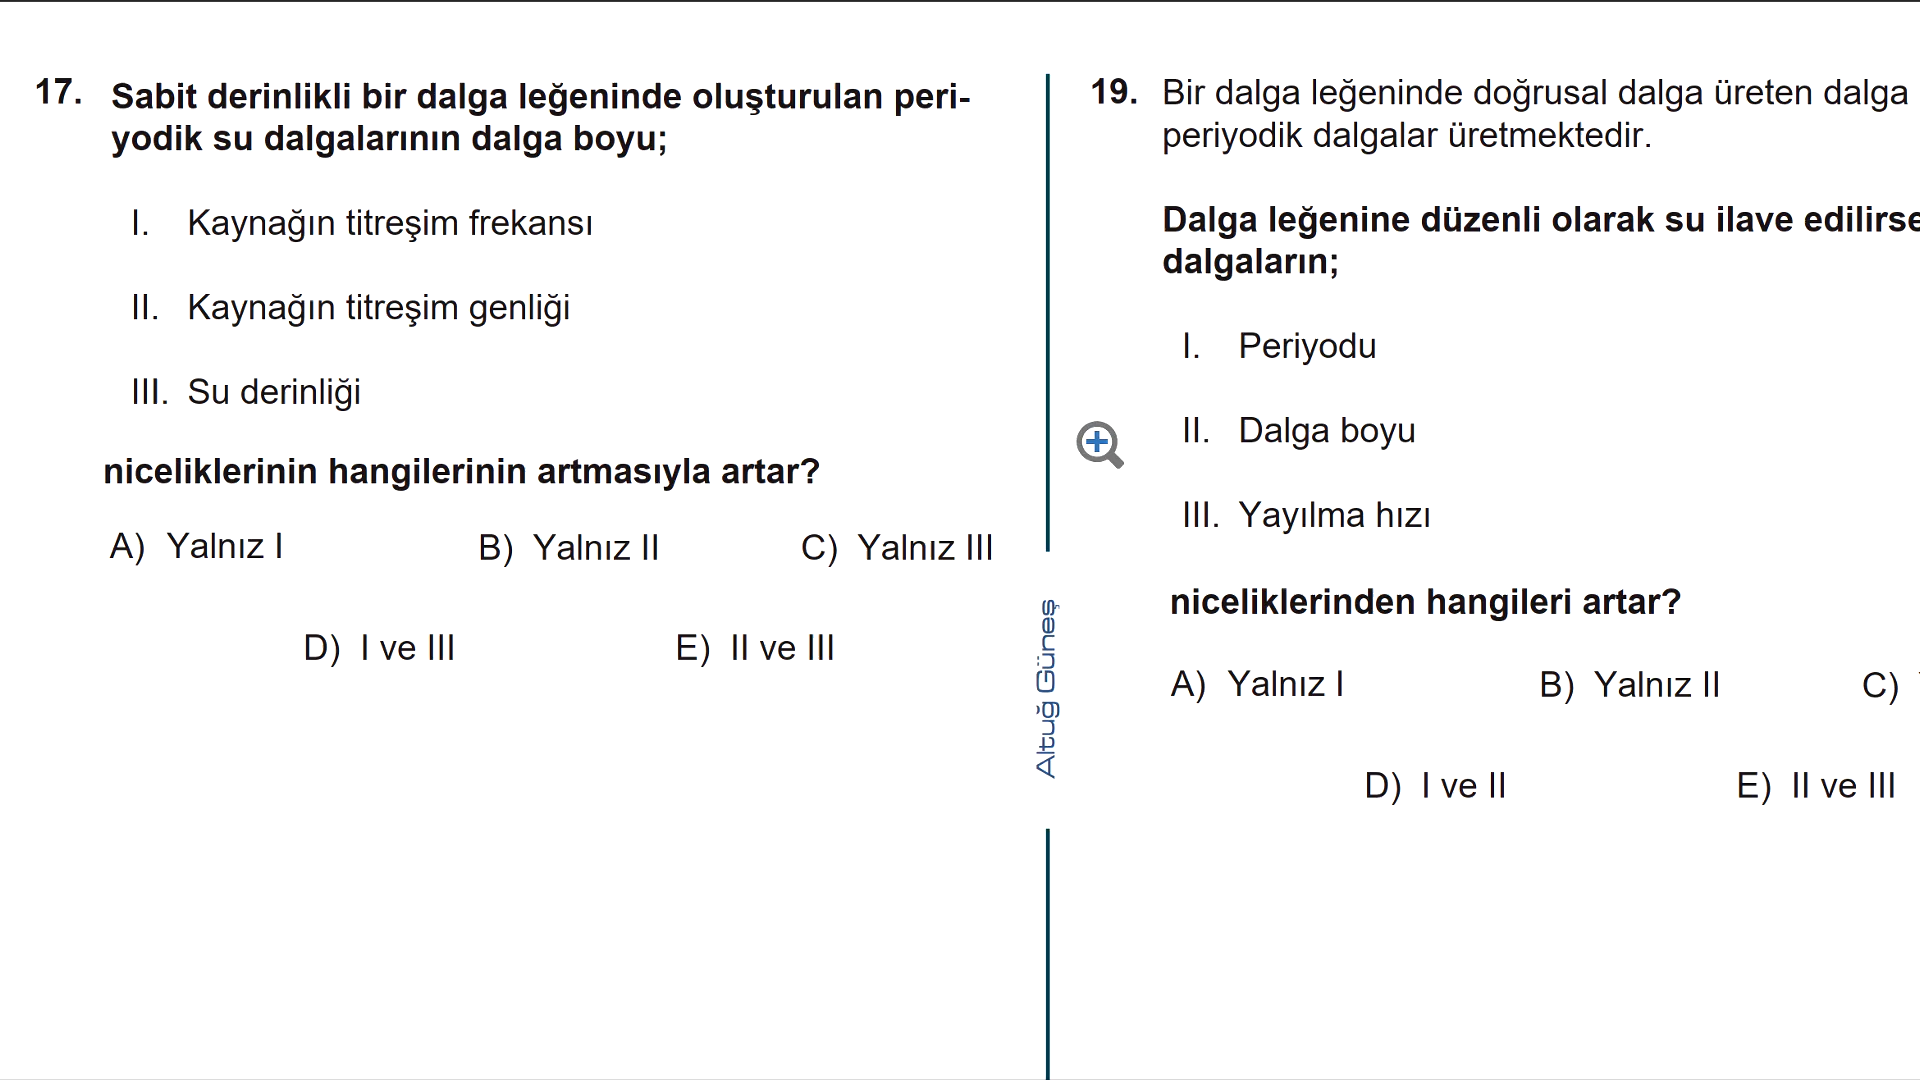 17. Sabit derinlikli bir dalga leğeninde oluşturulan peri-
yodik su dalgalarının dalga boyu;
I. Kaynağın titreşim frekansı
II. Kaynağın titreşim genliği
III. Su derinliği
niceliklerinin hangilerinin artmasıyla artar?
A) Yalnız I B) Yalnız II C) Yalnız III
D) I ve III E) II ve III
Altuğ Güneş
19. Bir dalga leğeninde doğrusal dalga üreten dalga
periyodik dalgalar üretmektedir.
Dalga leğenine düzenli olarak su ilave edilirse
dalgaların;
I. Periyodu
II. Dalga boyu
III. Yayılma hızı
niceliklerinden hangileri artar?
A) Yalnız I B) Yalnız II C)
D) I ve II E) II ve III